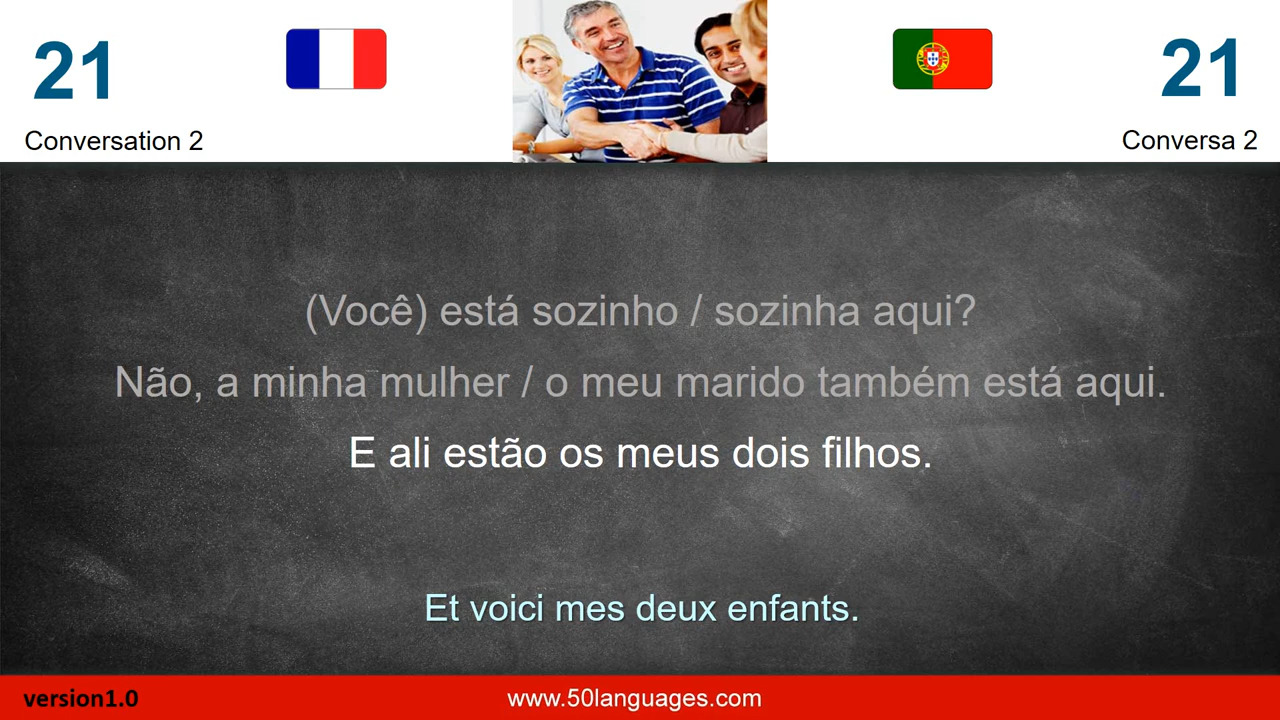 21
21
Conversation 2
Conversa 2
(Você) está sozinho / sozinha aqui?
Não, a minha mulher / o meu marido também está aqui.
E ali estão os meus dois filhos.
Et voici mes deux enfants.
version1.0
www.50languages.com